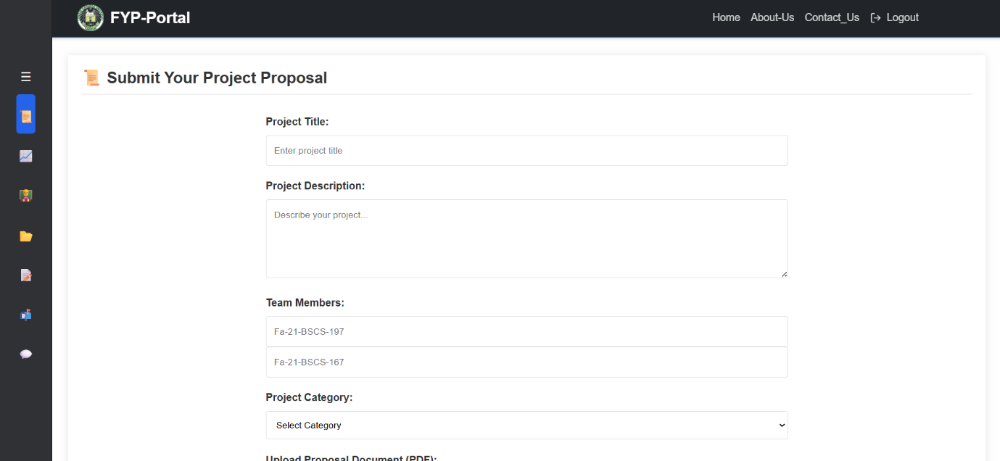 FYP-Portal
Home About-Us Contact_Us Logout
Submit Your Project Proposal
Project Title:
Enter project title
Project Description:
Describe your project...
Team Members:
Fa-21-BSCS-197
Fa-21-BSCS-167
Project Category:
Select Category
Upload Proposal Document (PDF):